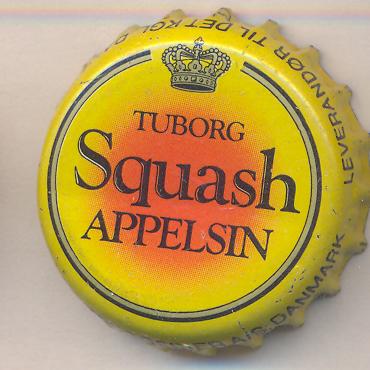 TUBORG
Squash
APPELSIN
LEVERANDØR TIL DET KGL.
DANMARK